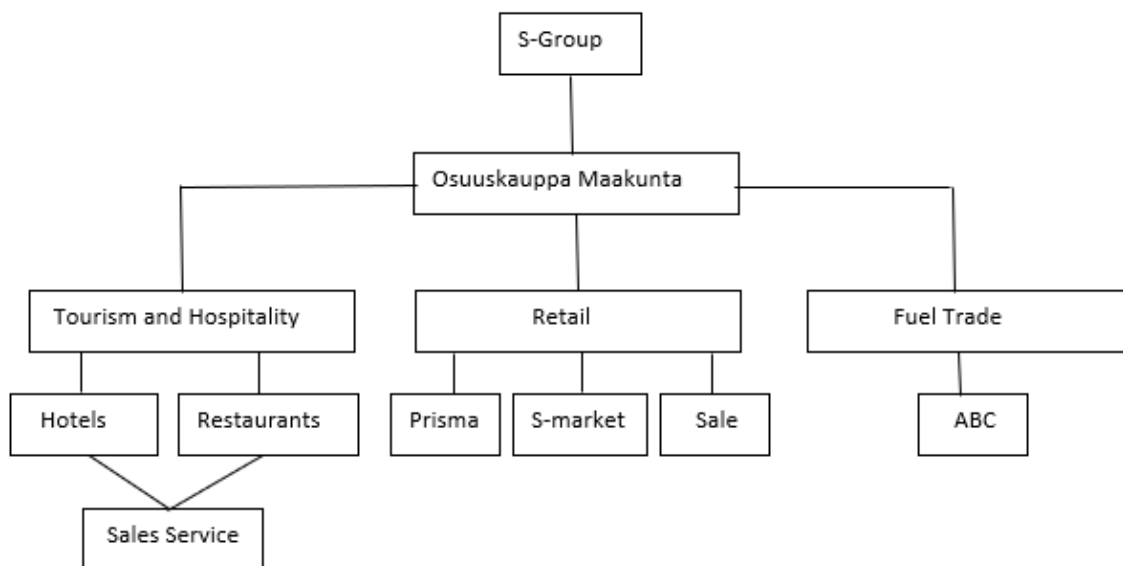 S-Group
Osuuskauppa Maakunta
Tourism and Hospitality
Retail
Fuel Trade
Hotels
Restaurants
Prisma
S-market
Sale
ABC
Sales Service